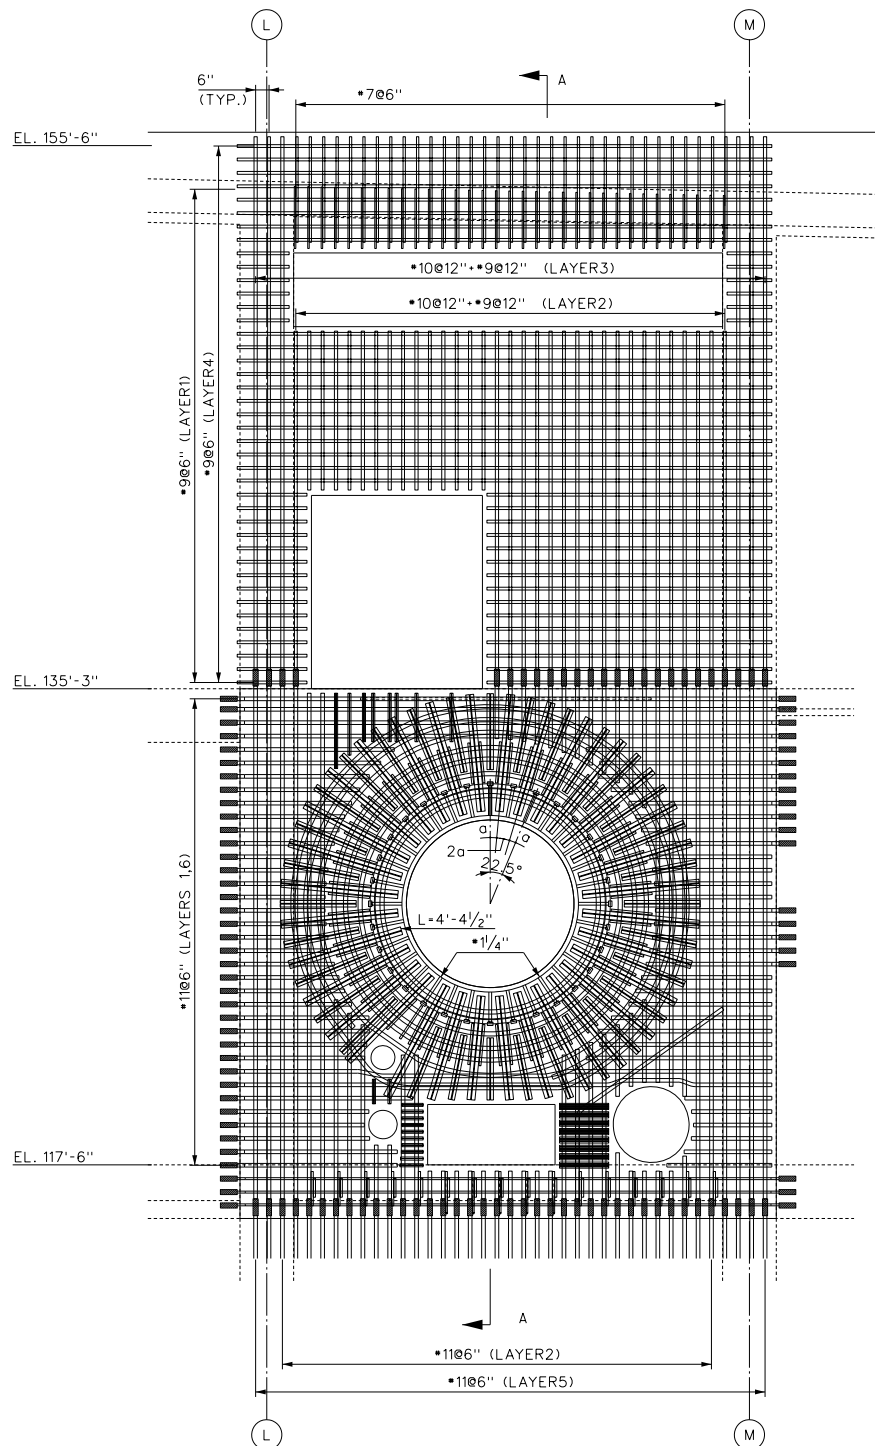 L
M
6''
(TYP.)
*7@6''
A
EL. 155'-6''
*10@12''+*9@12'' (LAYER3)
*10@12''+*9@12'' (LAYER2)
*9@6'' (LAYER1)
*9@6'' (LAYER4)
EL. 135'-3''
a
a
2a
22.5°
L=4'-4 1/2''
*1 1/4''
*11@6'' (LAYERS 1,6)
EL. 117'-6''
A
*11@6'' (LAYER2)
*11@6'' (LAYER5)
L
M